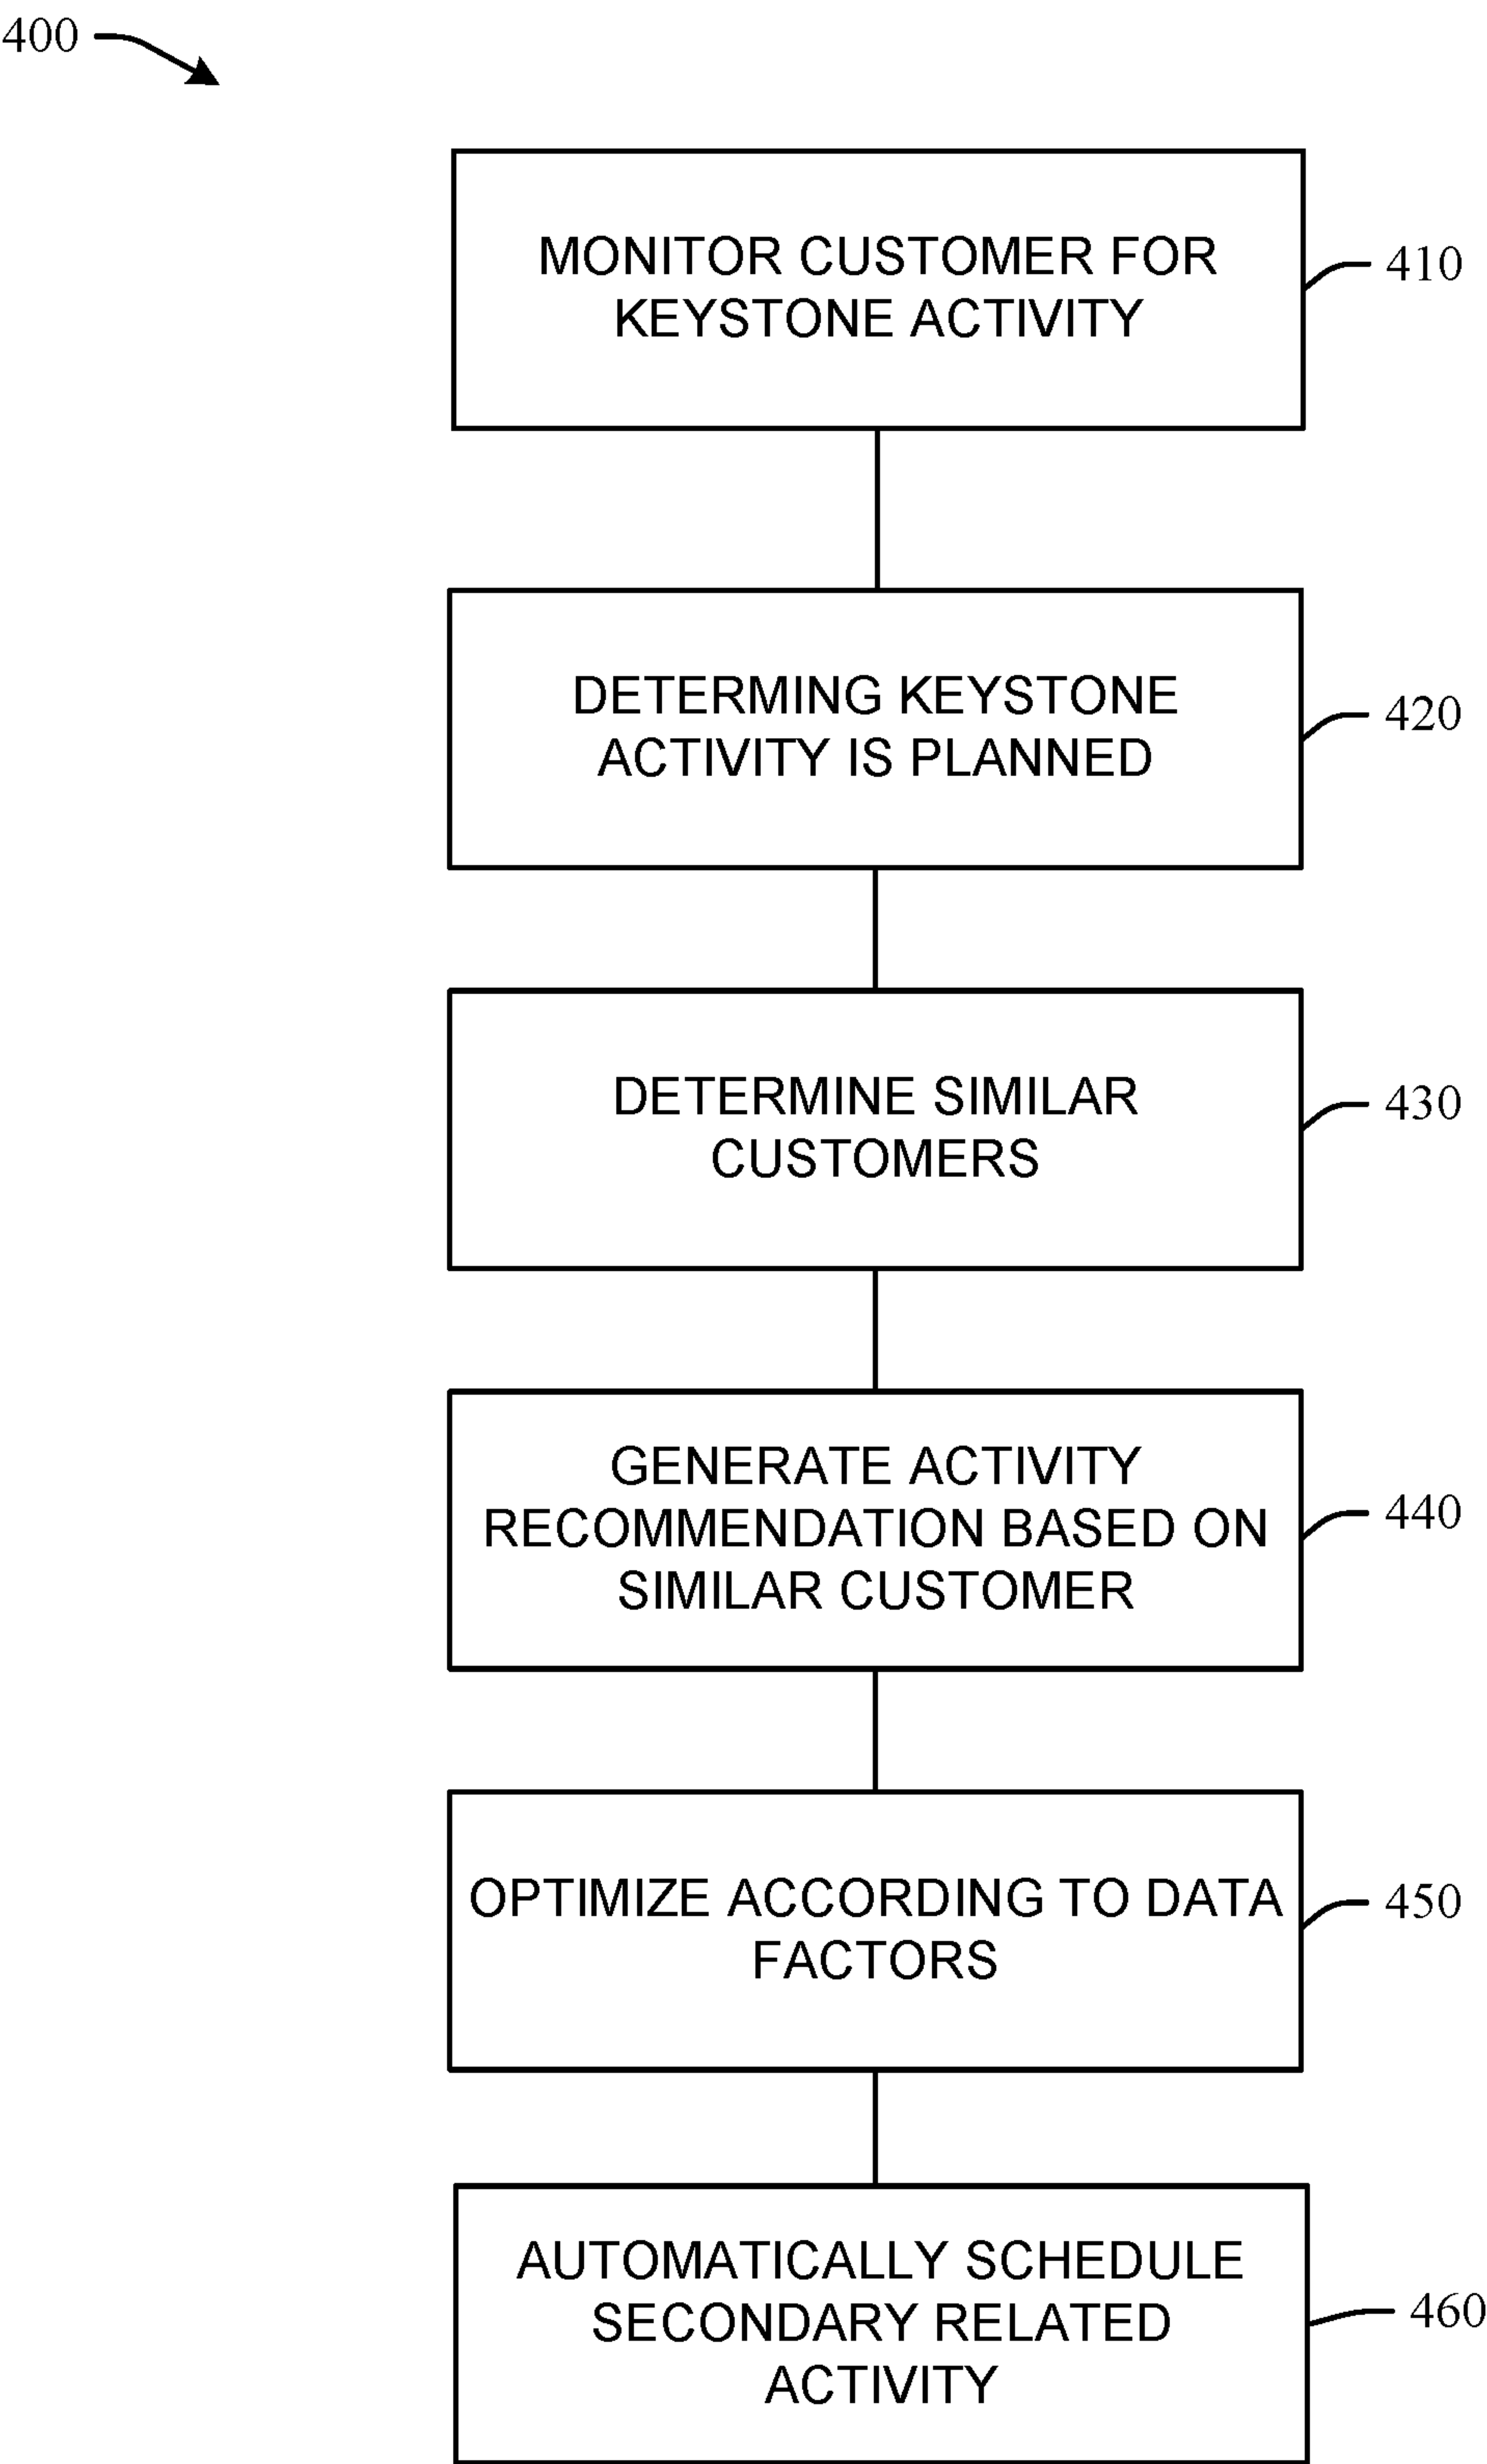 400
MONITOR CUSTOMER FOR
KEYSTONE ACTIVITY
410
DETERMING KEYSTONE
ACTIVITY IS PLANNED
420
DETERMINE SIMILAR
CUSTOMERS
430
GENERATE ACTIVITY
RECOMMENDATION BASED ON
SIMILAR CUSTOMER
440
OPTIMIZE ACCORDING TO DATA
FACTORS
450
AUTOMATICALLY SCHEDULE
SECONDARY RELATED
ACTIVITY
460